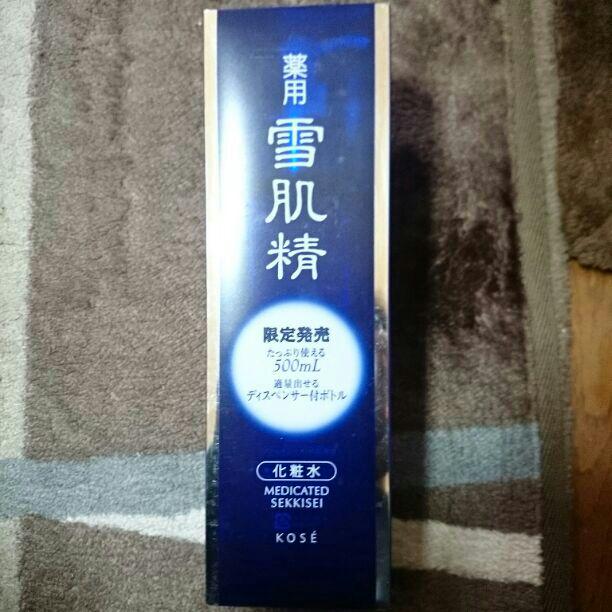 薬用
雪肌精
限定発売
たっぷり使える
500mL
適量出せる
ディスペンサー付ボトル
化粧水
MEDICATED
SEKKISEI
KOSÉ